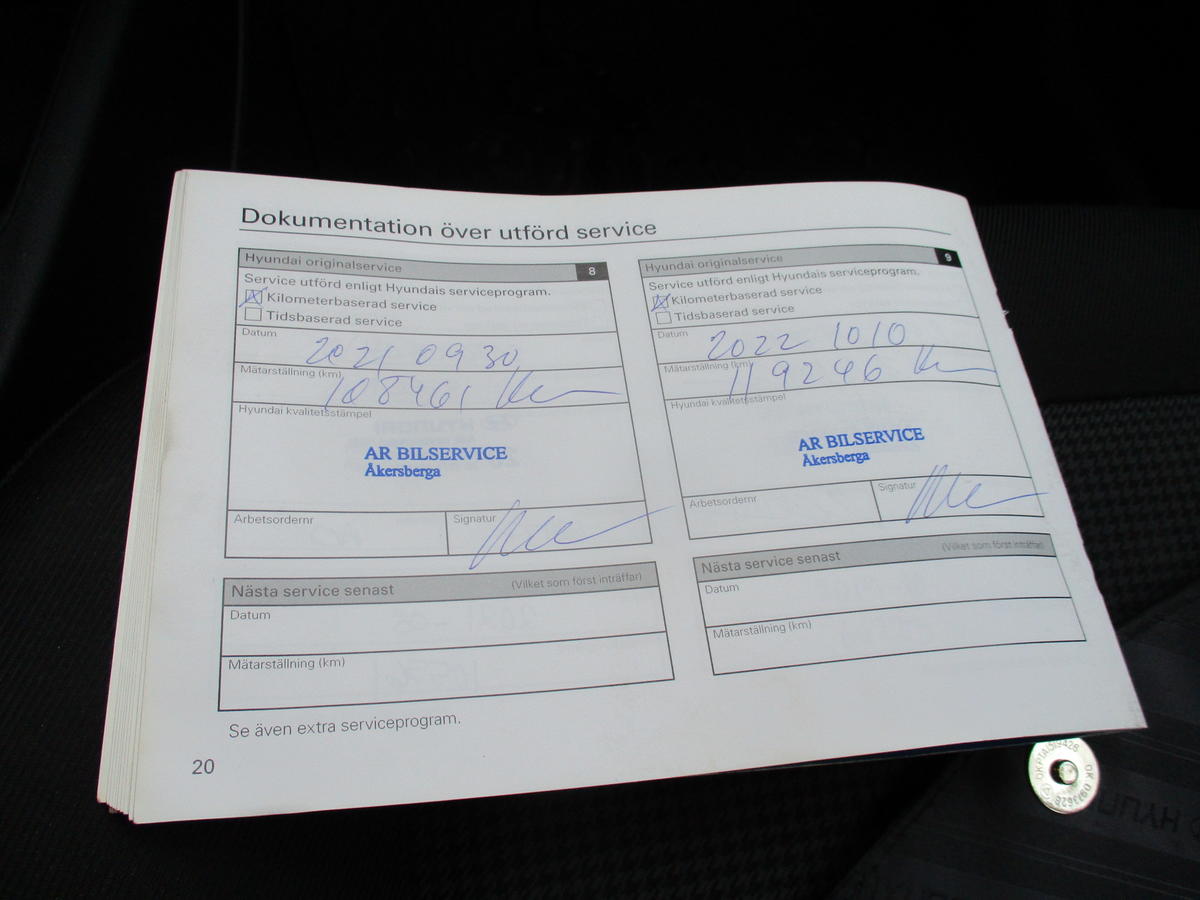 Dokumentation över utförd service
Hyundai originalservice 8
Service utförd enligt Hyundais serviceprogram.
Kilometerbaserad service
Tidsbaserad service
Datum
2021 09 30
Mätarställning (km)
108461 Km
Hyundai kvalitetsstämpel
AR BILSERVICE
Åkersberga
Arbetsordernr
Signatur
Nästa service senast (Vilket som först inträffar)
Datum
Mätarställning (km)
Hyundai originalservice 9
Service utförd enligt Hyundais serviceprogram.
Kilometerbaserad service
Tidsbaserad service
Datum
2022 10 10
Mätarställning (km)
119246 Km
Hyundai kvalitetsstämpel
AR BILSERVICE
Åkersberga
Arbetsordernr
Signatur
Nästa service senast (Vilket som först inträffar)
Datum
Mätarställning (km)
Se även extra serviceprogram.
20